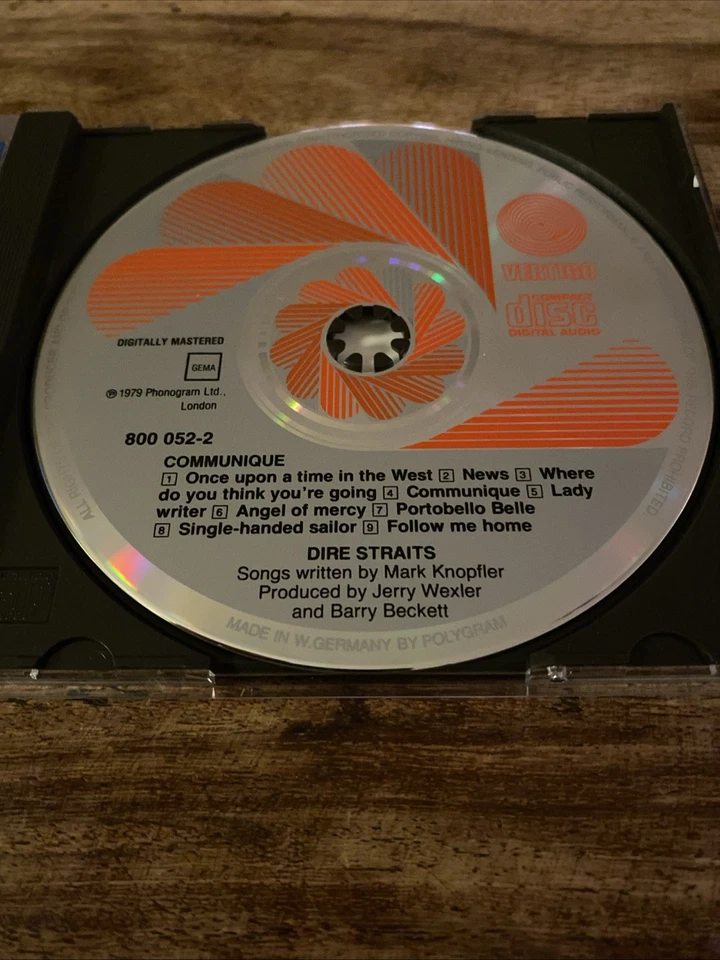 VERTIGO
COMPACT
disc
DIGITAL AUDIO
DIGITALLY MASTERED
GEMA
℗ 1979 Phonogram Ltd.,
London
800 052-2
COMMUNIQUE
1 Once upon a time in the West 2 News 3 Where
do you think you're going 4 Communique 5 Lady
writer 6 Angel of mercy 7 Portobello Belle
8 Single-handed sailor 9 Follow me home
DIRE STRAITS
Songs written by Mark Knopfler
Produced by Jerry Wexler
and Barry Beckett
MADE IN W.GERMANY BY POLYGRAM
ALL
PROHIBITED